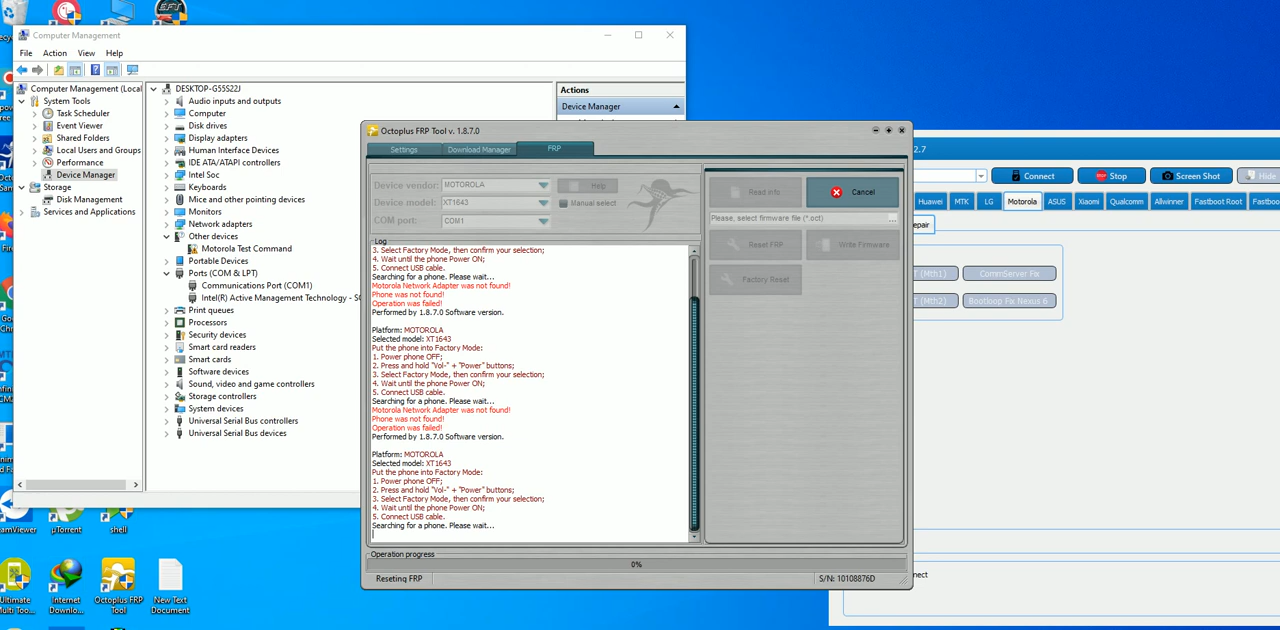 Computer Management
File Action View Help
Computer Management (Local
System Tools
Task Scheduler
Event Viewer
Shared Folders
Local Users and Groups
Performance
Device Manager
Storage
Disk Management
Services and Applications
DESKTOP-G55S22J
Audio inputs and outputs
Computer
Disk drives
Display adapters
Human Interface Devices
IDE ATA/ATAPI controllers
Intel Soc
Keyboards
Mice and other pointing devices
Monitors
Network adapters
Other devices
Motorola Test Command
Portable Devices
Ports (COM & LPT)
Communications Port (COM1)
Intel(R) Active Management Technology - SO
Print queues
Processors
Security devices
Smart card readers
Smart cards
Software devices
Sound, video and game controllers
Storage controllers
System devices
Universal Serial Bus controllers
Universal Serial Bus devices
Actions
Device Manager
Octoplus FRP Tool v. 1.8.7.0
Settings Download Manager FRP
Device vendor: MOTOROLA Help
Device model: XT1643 Manual select
COM port: COM1
Log
3. Select Factory Mode, then confirm your selection;
4. Wait until the phone Power ON;
5. Connect USB cable.
Searching for a phone. Please wait...
Motorola Network Adapter was not found!
Phone was not found!
Operation was failed!
Performed by 1.8.7.0 Software version.
Platform: MOTOROLA
Selected model: XT1643
Put the phone into Factory Mode:
1. Power phone OFF;
2. Press and hold "Vol-" + "Power" buttons;
3. Select Factory Mode, then confirm your selection;
4. Wait until the phone Power ON;
5. Connect USB cable.
Searching for a phone. Please wait...
Motorola Network Adapter was not found!
Phone was not found!
Operation was failed!
Performed by 1.8.7.0 Software version.
Platform: MOTOROLA
Selected model: XT1643
Put the phone into Factory Mode:
1. Power phone OFF;
2. Press and hold "Vol-" + "Power" buttons;
3. Select Factory Mode, then confirm your selection;
4. Wait until the phone Power ON;
5. Connect USB cable.
Searching for a phone. Please wait...
Read info Cancel
Please, select firmware file (*.oct) ...
Reset FRP Write Firmware
Factory Reset
Operation progress
0%
Reseting FRP S/N: 10108876D
2.7
Connect Stop Screen Shot Hide
Huawei MTK LG Motorola ASUS Xiaomi Qualcomm Allwinner Fastboot Root Fastboo
epair
T (Mth1) CommServer Fix
T (Mth2) Bootloop Fix Nexus 6
nect
EFT
eamViewer µTorrent shell
Ultimate Multi Too...
Internet Downlo...
Octoplus FRP Tool
New Text Document